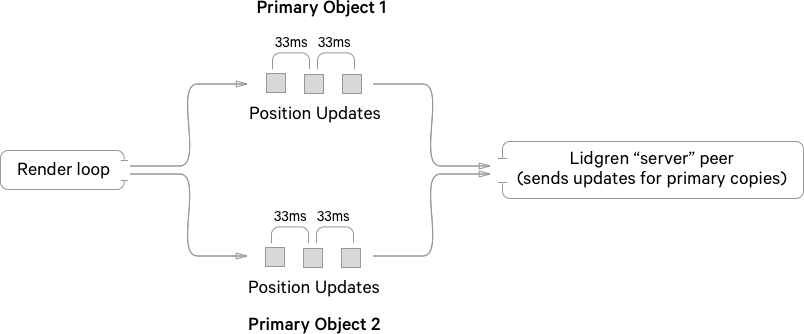 Primary Object 1
33ms 33ms
Position Updates
Render loop
Lidgren “server” peer
(sends updates for primary copies)
33ms 33ms
Position Updates
Primary Object 2